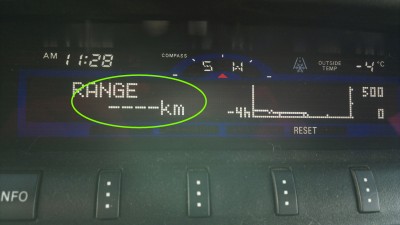 AM 11:28 COMPASS S W OUTSIDE TEMP -4°C
RANGE
----km
500
-4h 0
RESET
INFO